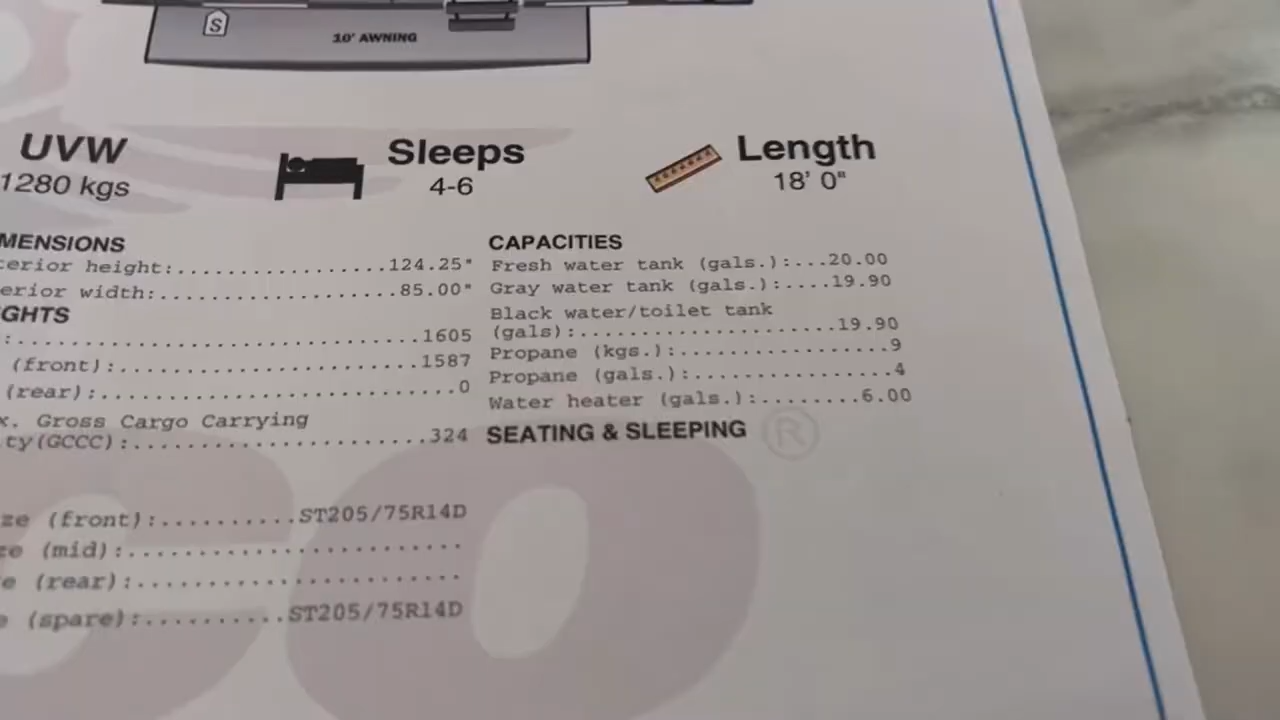 S
10' AWNING
UVW
1280 kgs
Sleeps
4-6
Length
18' 0"
MENSIONS
terior height:................124.25"
erior width:..................85.00"
GHTS
:.............................1605
(front):.....................1587
(rear):.........................0
x. Gross Cargo Carrying
ty(GCCC):.....................324
ze (front):..........ST205/75R14D
ze (mid):........................
e (rear):.......................
e (spare):..........ST205/75R14D
CAPACITIES
Fresh water tank (gals.):...20.00
Gray water tank (gals.):....19.90
Black water/toilet tank
(gals):..................19.90
Propane (kgs.):...............9
Propane (gals.):..............4
Water heater (gals.):........6.00
SEATING & SLEEPING
CO®